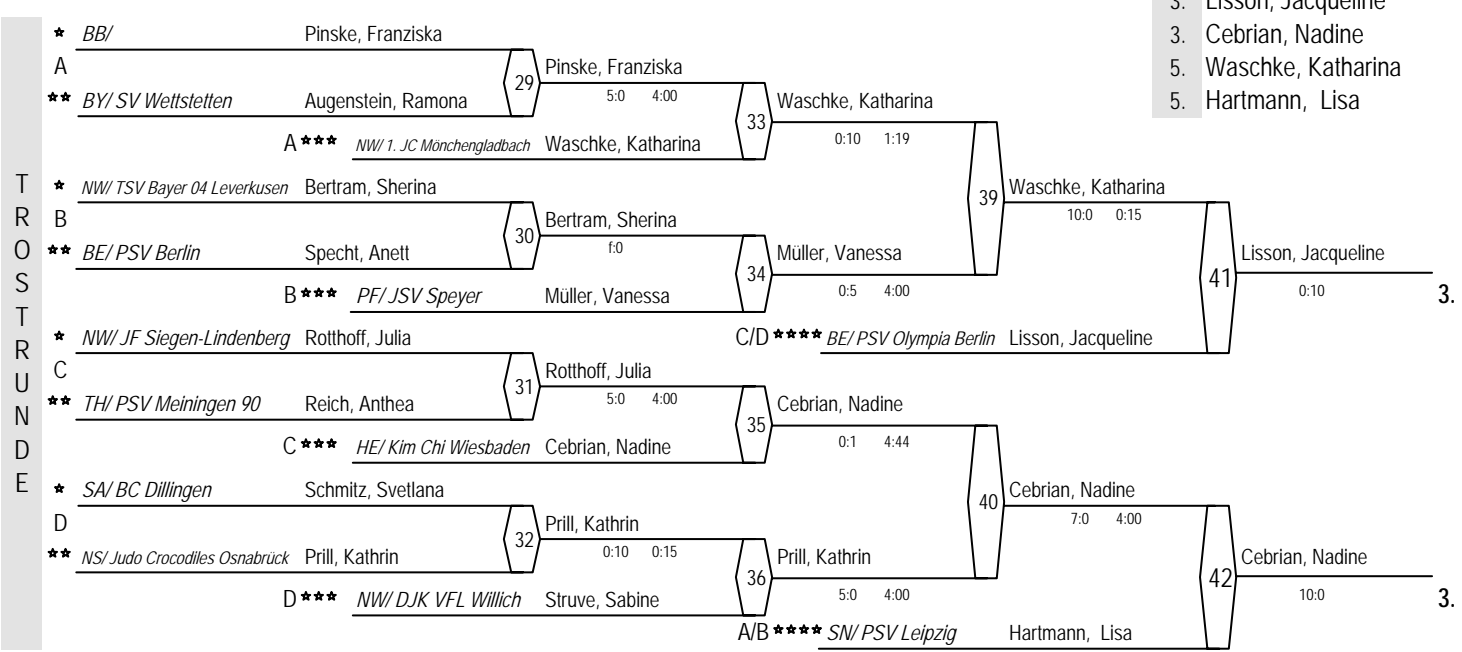 3. Lisson, Jacqueline
3. Cebrian, Nadine
5. Waschke, Katharina
5. Hartmann, Lisa
TROSTRUNDE
* BB/ Pinske, Franziska
A
29 Pinske, Franziska
5:0 4:00
** BY/ SV Wettstetten Augenstein, Ramona
33 Waschke, Katharina
0:10 1:19
A *** NW/ 1. JC Mönchengladbach Waschke, Katharina
39 Waschke, Katharina
10:0 0:15
* NW/ TSV Bayer 04 Leverkusen Bertram, Sherina
B
30 Bertram, Sherina
f:0
** BE/ PSV Berlin Specht, Anett
34 Müller, Vanessa
0:5 4:00
B *** PF/ JSV Speyer Müller, Vanessa
41 Lisson, Jacqueline
0:10 3.
C/D **** BE/ PSV Olympia Berlin Lisson, Jacqueline
* NW/ JF Siegen-Lindenberg Rotthoff, Julia
C
31 Rotthoff, Julia
5:0 4:00
** TH/ PSV Meiningen 90 Reich, Anthea
35 Cebrian, Nadine
0:1 4:44
C *** HE/ Kim Chi Wiesbaden Cebrian, Nadine
40 Cebrian, Nadine
7:0 4:00
* SA/ BC Dillingen Schmitz, Svetlana
D
32 Prill, Kathrin
0:10 0:15
** NS/ Judo Crocodiles Osnabrück Prill, Kathrin
36 Prill, Kathrin
5:0 4:00
D *** NW/ DJK VFL Willich Struve, Sabine
42 Cebrian, Nadine
10:0 3.
A/B **** SN/ PSV Leipzig Hartmann, Lisa